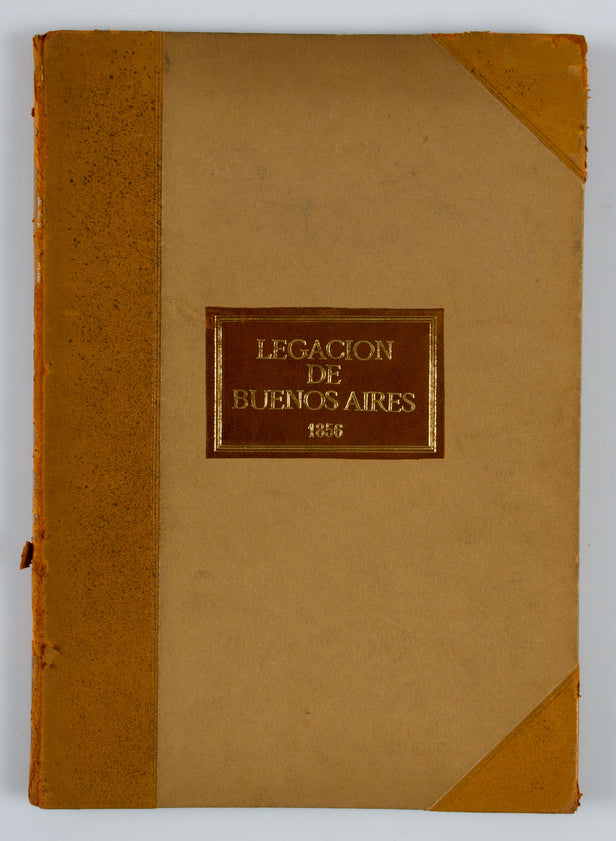 LEGACION
DE
BUENOS AIRES
1856